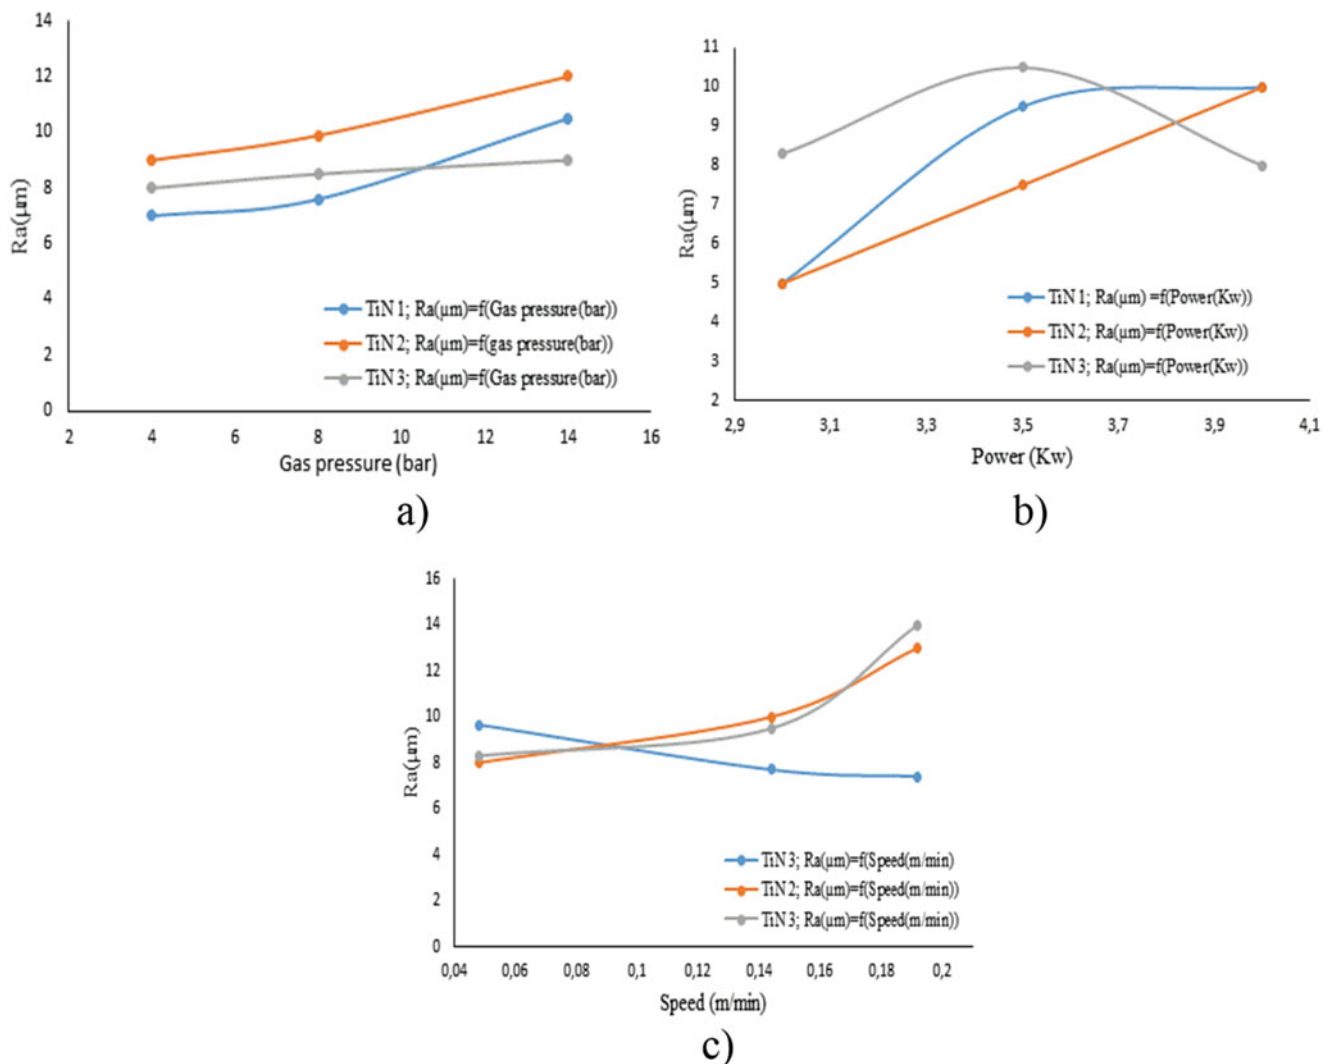 14
12
10
8
6
4
2
0
Ra(µm)
TiN 1; Ra(µm)=f(Gas pressure(bar))
TiN 2; Ra(µm)=f(gas pressure(bar))
TiN 3; Ra(µm)=f(Gas pressure(bar))
2 4 6 8 10 12 14 16
Gas pressure (bar)
a)
11
10
9
8
7
6
5
4
3
2
Ra(µm)
TiN 1; Ra(µm) =f(Power(Kw))
TiN 2; Ra(µm)=f(Power(Kw))
TiN 3; Ra(µm)=f(Power(Kw))
2,9 3,1 3,3 3,5 3,7 3,9 4,1
Power (Kw)
b)
16
14
12
10
8
6
4
2
0
Ra(µm)
TiN 3; Ra(µm)=f(Speed(m/min)
TiN 2; Ra(µm)=f(Speed(m/min))
TiN 3; Ra(µm)=f(Speed(m/min))
0,04 0,06 0,08 0,1 0,12 0,14 0,16 0,18 0,2
Speed (m/min)
c)